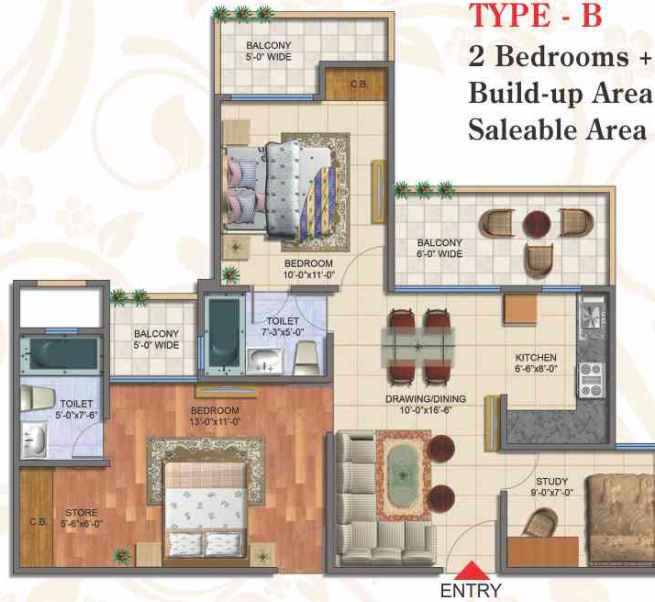 TYPE - B
2 Bedrooms +
Build-up Area
Saleable Area
BALCONY
5'-0" WIDE
C.B.
BEDROOM
10'-0"x11'-0"
BALCONY
6'-0" WIDE
BALCONY
5'-0" WIDE
TOILET
7'-3"x5'-0"
KITCHEN
6'-6"x8'-0"
TOILET
5'-0"x7'-6"
BEDROOM
13'-0"x11'-0"
DRAWING/DINING
10'-0"x16'-6"
STORE
5'-6"x6'-0"
C.B.
STUDY
9'-0"x7'-0"
ENTRY